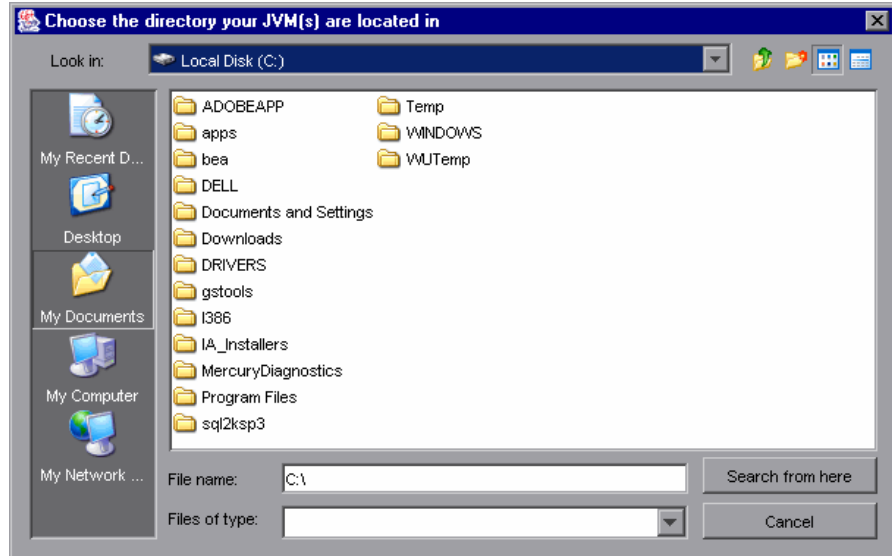 Choose the directory your JVM(s) are located in
Look in:
Local Disk (C:)
My Recent D...
Desktop
My Documents
My Computer
My Network ...
ADOBEAPP
apps
bea
DELL
Documents and Settings
Downloads
DRIVERS
gstools
I386
IA_Installers
MercuryDiagnostics
Program Files
sql2ksp3
Temp
WINDOWS
WUTemp
File name:
C:\
Search from here
Files of type:
Cancel